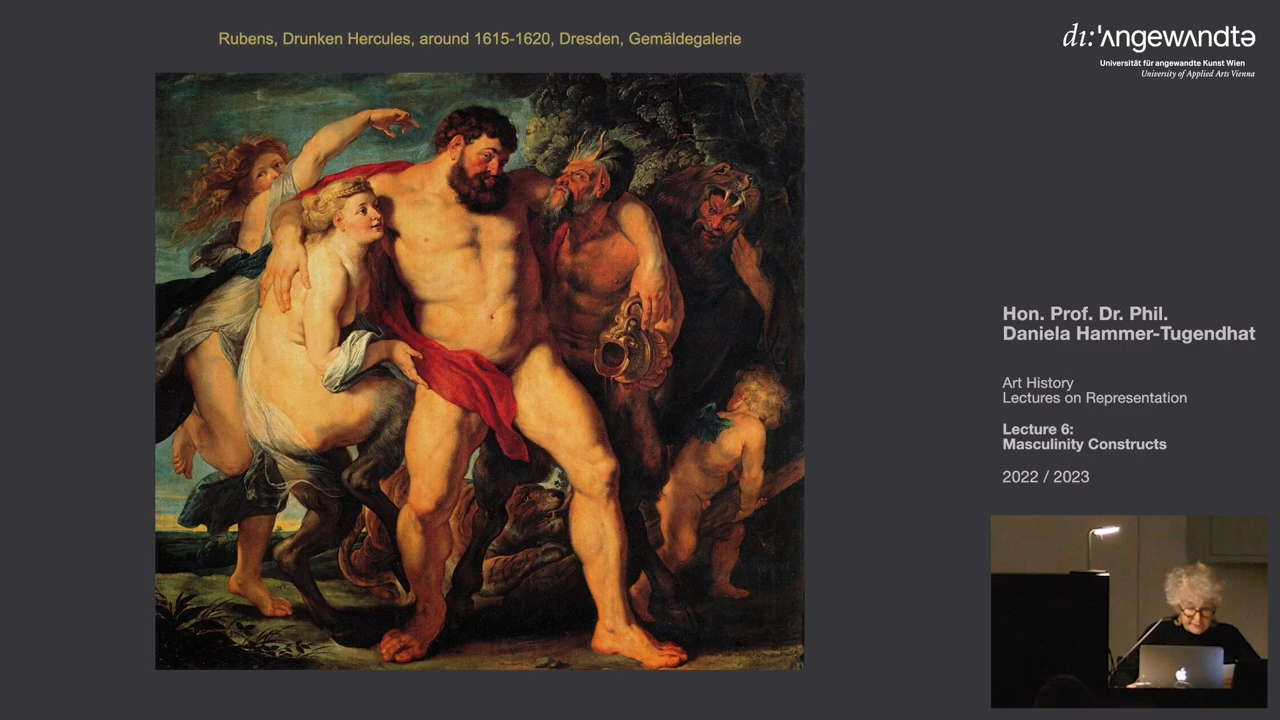 Rubens, Drunken Hercules, around 1615-1620, Dresden, Gemäldegalerie
dı:'ʌngewʌndtə
Universität für angewandte Kunst Wien
University of Applied Arts Vienna
Hon. Prof. Dr. Phil.
Daniela Hammer-Tugendhat
Art History
Lectures on Representation
Lecture 6:
Masculinity Constructs
2022 / 2023